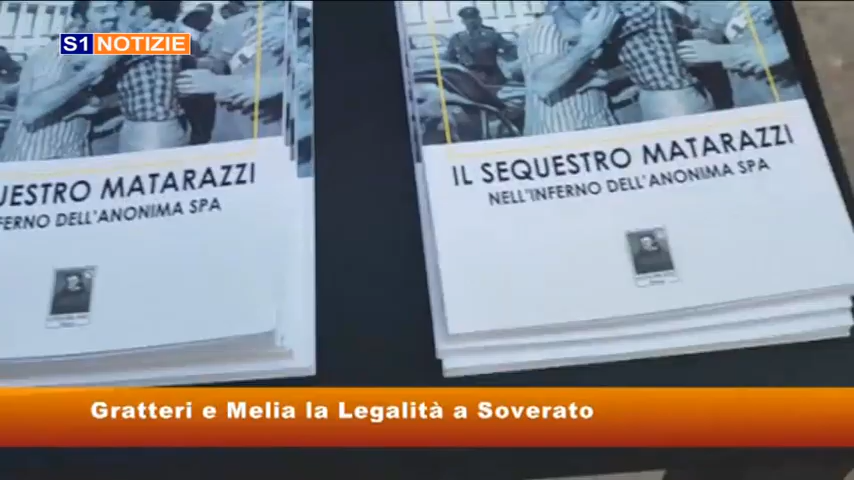 S1 NOTIZIE
UESTRO MATARAZZI
FERNO DELL'ANONIMA SPA
IL SEQUESTRO MATARAZZI
NELL'INFERNO DELL'ANONIMA SPA
Gratteri e Melia la Legalità a Soverato